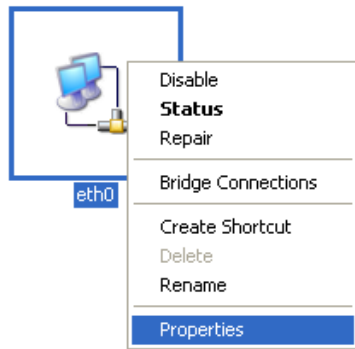 Disable
Status
Repair
Bridge Connections
eth0
Create Shortcut
Delete
Rename
Properties